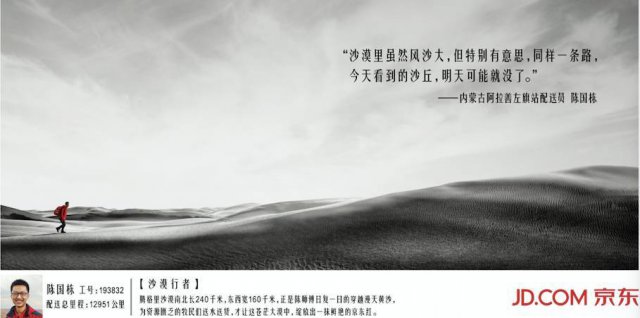 “沙漠里虽然风沙大，但特别有意思，同样一条路，
今天看到的沙丘，明天可能就没了。”
——内蒙古阿拉善左旗站配送员 陈国栋
陈国栋 工号：193832
配送总里程：12951公里
【沙漠行者】
腾格里沙漠南北长240千米，东西宽160千米，正是陈师傅日复一日的穿越漫天黄沙，
为资源匮乏的牧民们送水送货，才让这苍茫大漠中，绽放出一抹鲜艳的京东红。
JD.COM 京东